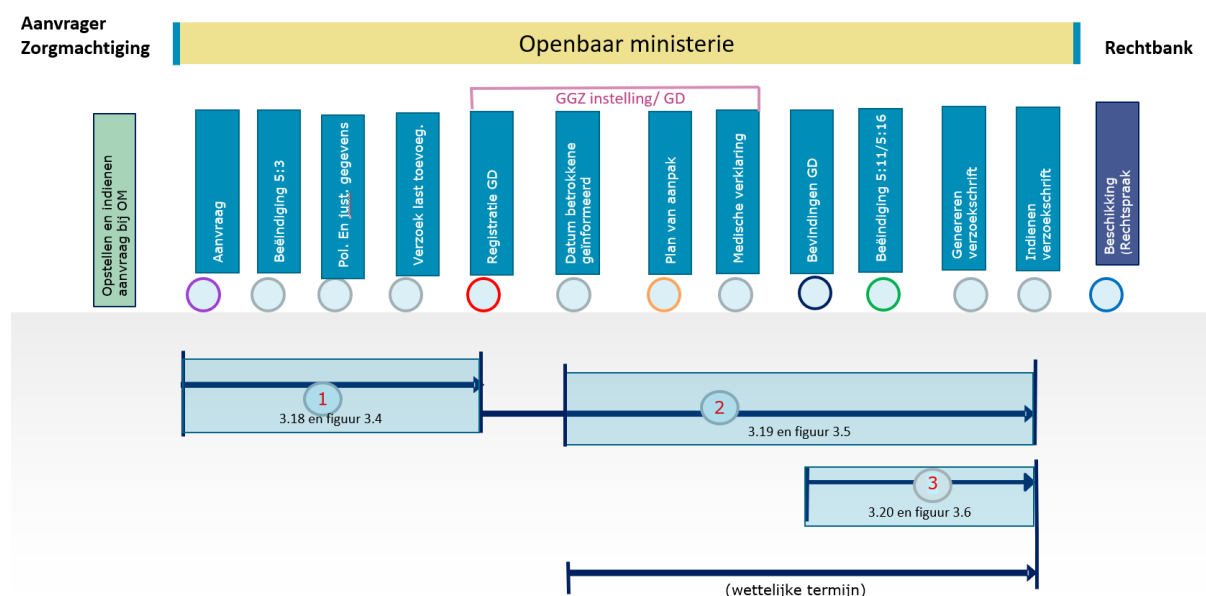 Aanvrager
Zorgmachtiging
Openbaar ministerie
Rechtbank
GGZ instelling/ GD
Opstellen en indienen
aanvraag bij OM
Aanvraag
Beëindiging 5:3
Pol. En just. gegevens
Verzoek last toevoeg.
Registratie GD
Datum betrokkene
geïnformeerd
Plan van aanpak
Medische verklaring
Bevindingen GD
Beëindiging 5:11/5:16
Genereren
verzoekschrift
Indienen
verzoekschrift
Beschikking
(Rechtspraak
1
3.18 en figuur 3.4
2
3.19 en figuur 3.5
3
3.20 en figuur 3.6
(wettelijke termijn)